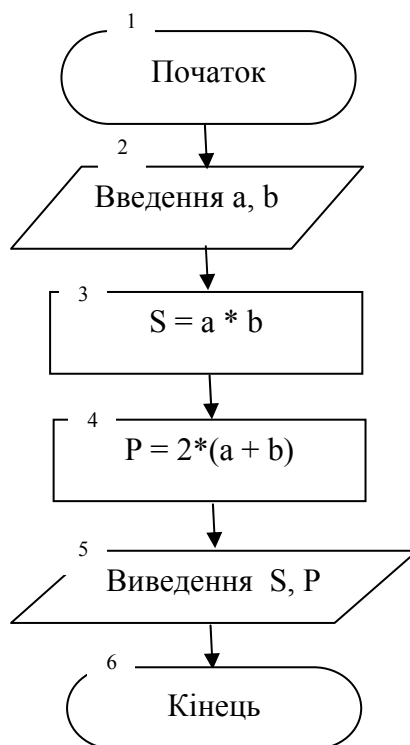 1
Початок
2
Введення a, b
3
S = a * b
4
P = 2*(a + b)
5
Виведення S, P
6
Кінець